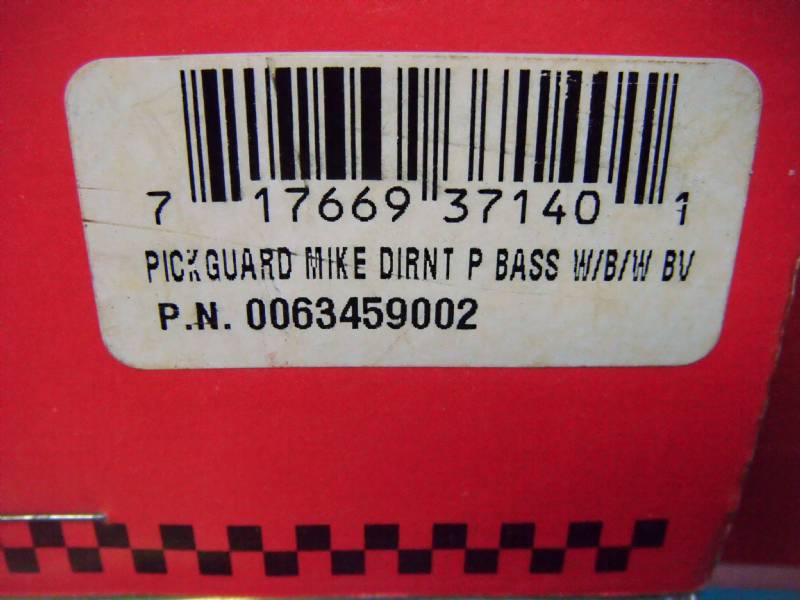 7 17669 37140 1
PICKGUARD MIKE DIRNT P BASS W/B/W BV
P.N. 0063459002